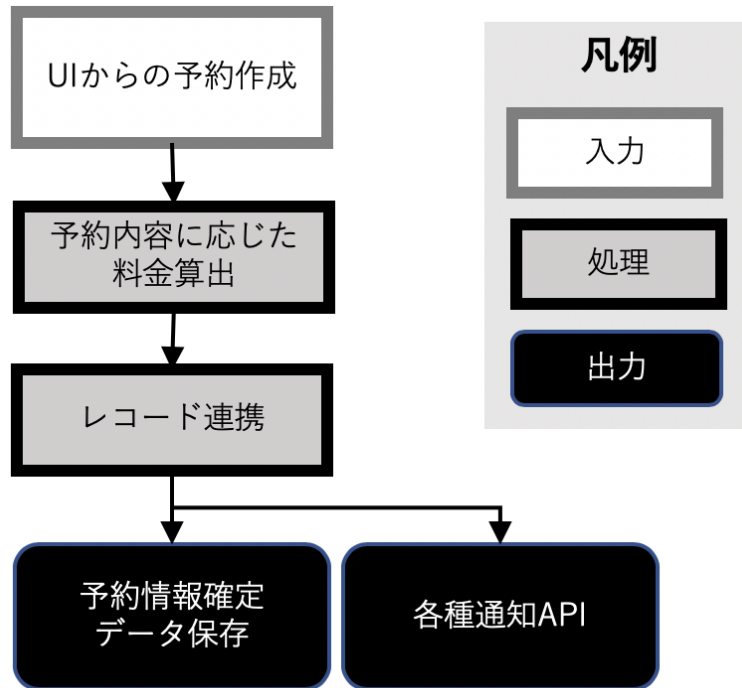 UIからの予約作成
予約内容に応じた
料金算出
レコード連携
予約情報確定
データ保存
各種通知API
凡例
入力
処理
出力